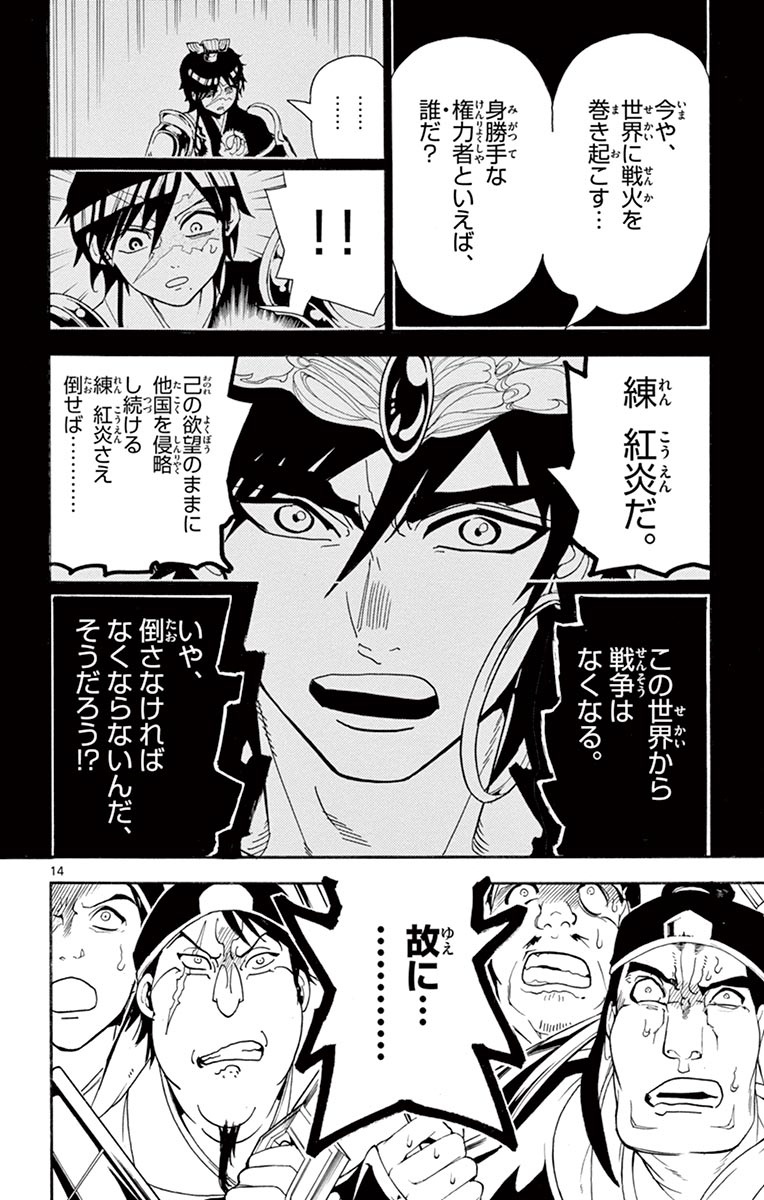 今や、
世界に戦火を
巻き起こす…
身勝手な
権力者といえば、
誰だ?
……
……
!!
練 紅炎だ。
己の欲望のままに
他国を侵略
し続ける
練 紅炎さえ
倒せば…………
この世界から
戦争は
なくなる。
いや、
倒さなければ
なくならないんだ、
そうだろう!?
14
故に…
…………